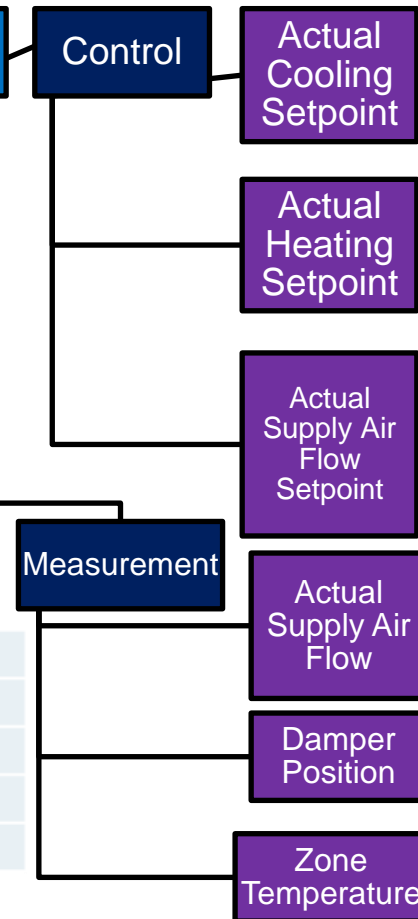 Control
Actual
Cooling
Setpoint
Actual
Heating
Setpoint
Actual
Supply Air
Flow
Setpoint
Measurement
Actual
Supply Air
Flow
Damper
Position
Zone
Temperature